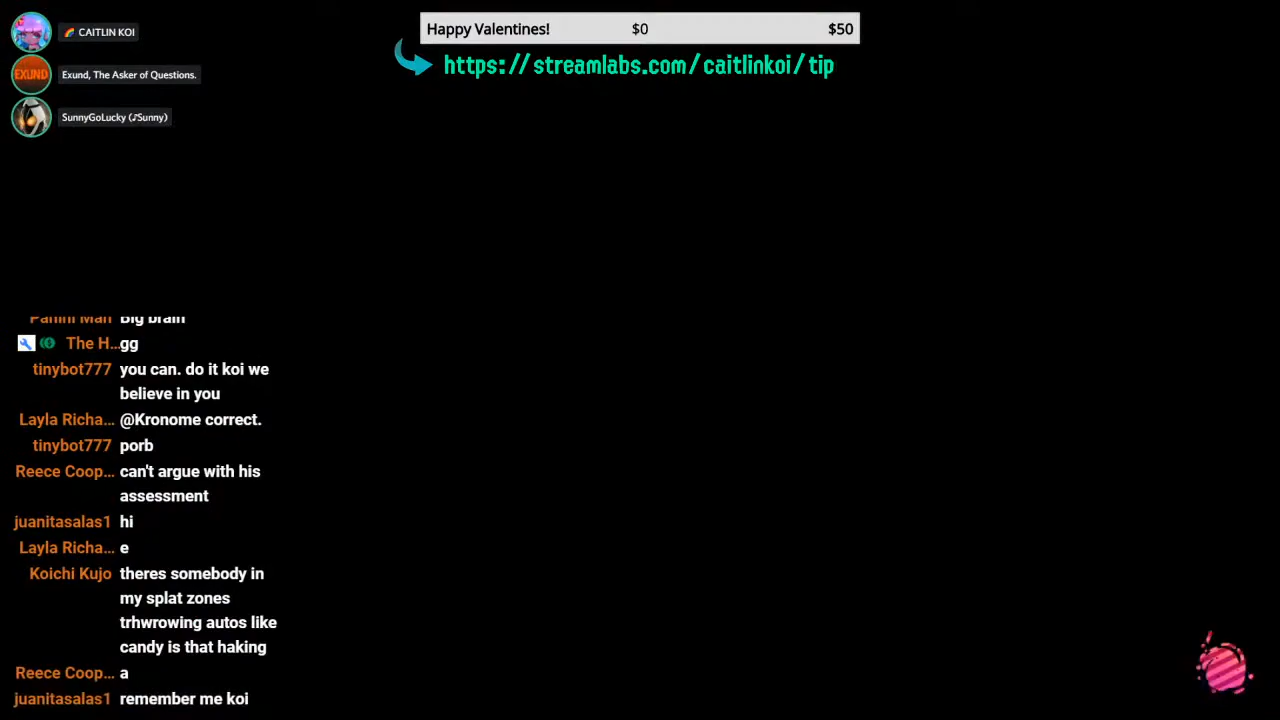 CAITLIN KOI
EXUND
Exund, The Asker of Questions.
SunnyGoLucky (♪Sunny)
Happy Valentines! $0 $50
https://streamlabs.com/caitlinkoi/tip
Panini Man Big brain
The H... gg
tinybot777 you can. do it koi we
believe in you
Layla Richa... @Kronome correct.
tinybot777 porb
Reece Coop... can't argue with his
assessment
juanitasalas1 hi
Layla Richa... e
Koichi Kujo theres somebody in
my splat zones
trhwrowing autos like
candy is that haking
Reece Coop... a
juanitasalas1 remember me koi